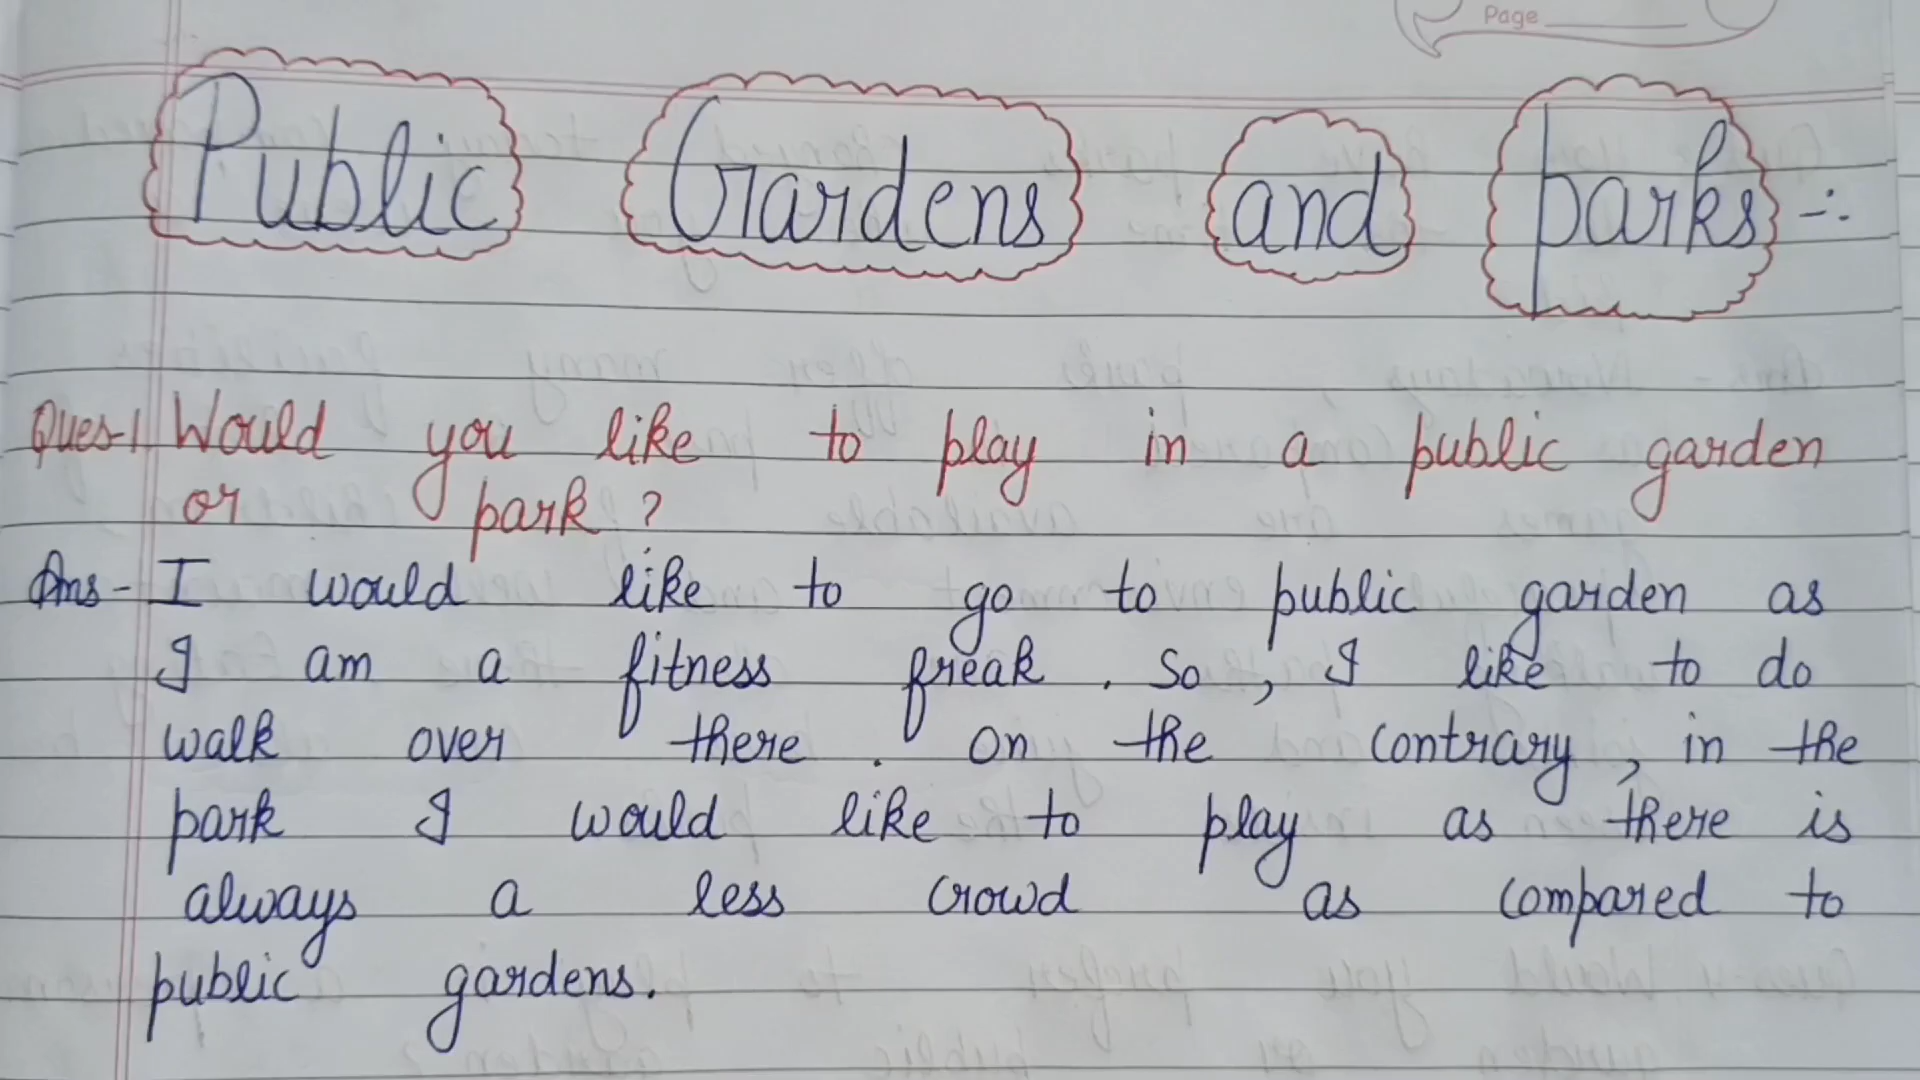 Page
Public Gardens and parks -:
Ques-1 Would you like to play in a public garden
or park?
Ans- I would like to go to public garden as
I am a fitness freak. So, I like to do
walk over there. On the contrary, in the
park I would like to play as there is
always a less crowd as compared to
public gardens.